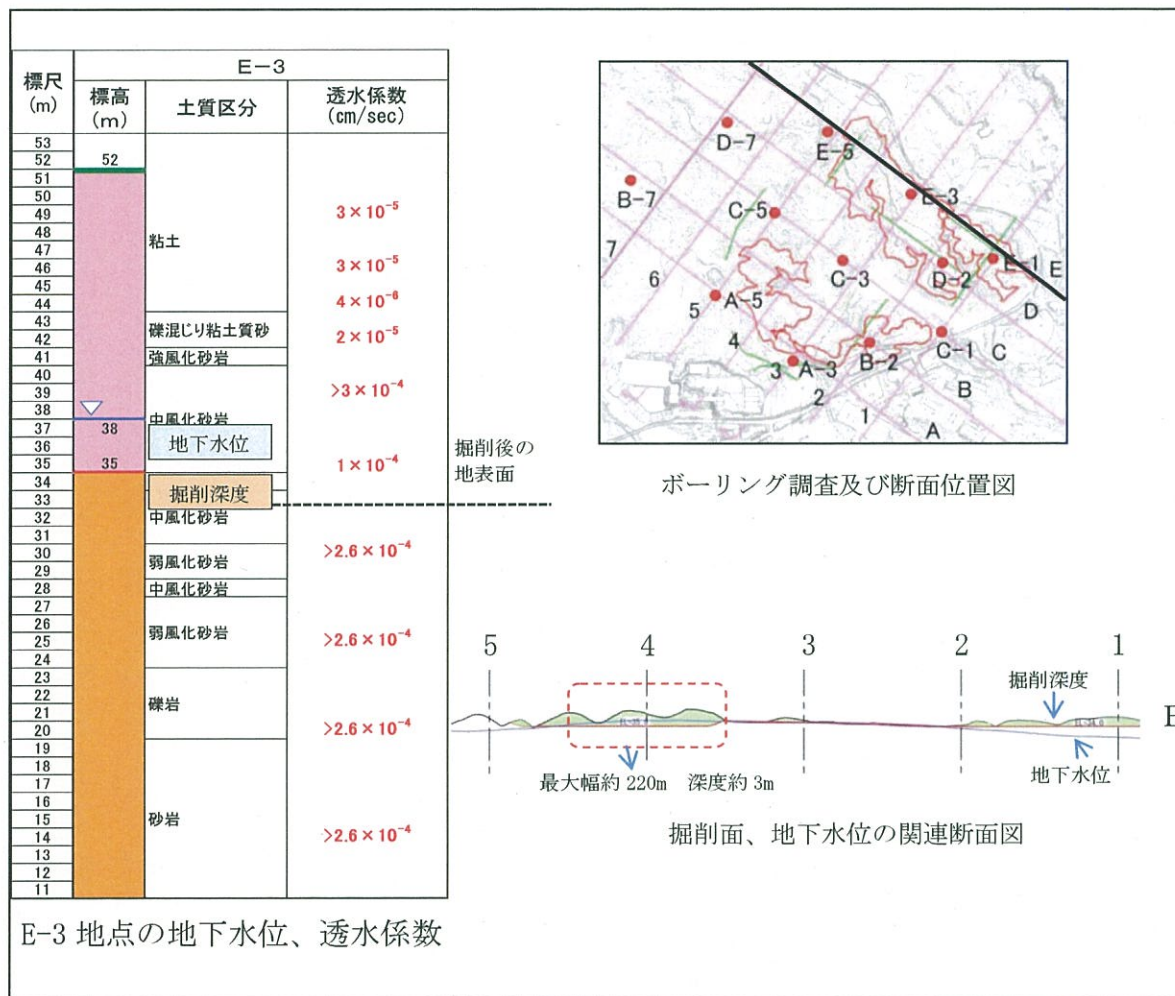 E-3
標尺
(m)
標高
(m)
土質区分
透水係数
(cm/sec)
53
52
51
50
49
48
47
46
45
44
43
42
41
40
39
38
37
36
35
34
33
32
31
30
29
28
27
26
25
24
23
22
21
20
19
18
17
16
15
14
13
12
11
52
38
35
粘土
礫混じり粘土質砂
強風化砂岩
中風化砂岩
地下水位
掘削深度
中風化砂岩
弱風化砂岩
中風化砂岩
弱風化砂岩
礫岩
砂岩
3×10⁻⁵
3×10⁻⁵
4×10⁻⁶
2×10⁻⁵
>3×10⁻⁴
1×10⁻⁴
>2.6×10⁻⁴
>2.6×10⁻⁴
>2.6×10⁻⁴
>2.6×10⁻⁴
掘削後の
地表面
E-3 地点の地下水位、透水係数
D-7
E-5
B-7
E-3
C-5
7
6
C-3
D-2
E-1
E
5
A-5
D
4
C-1
C
3
A-3
B-2
2
B
1
A
ボーリング調査及び断面位置図
5
4
3
2
1
掘削深度
E
地下水位
最大幅約 220m 深度約 3m
掘削面、地下水位の関連断面図